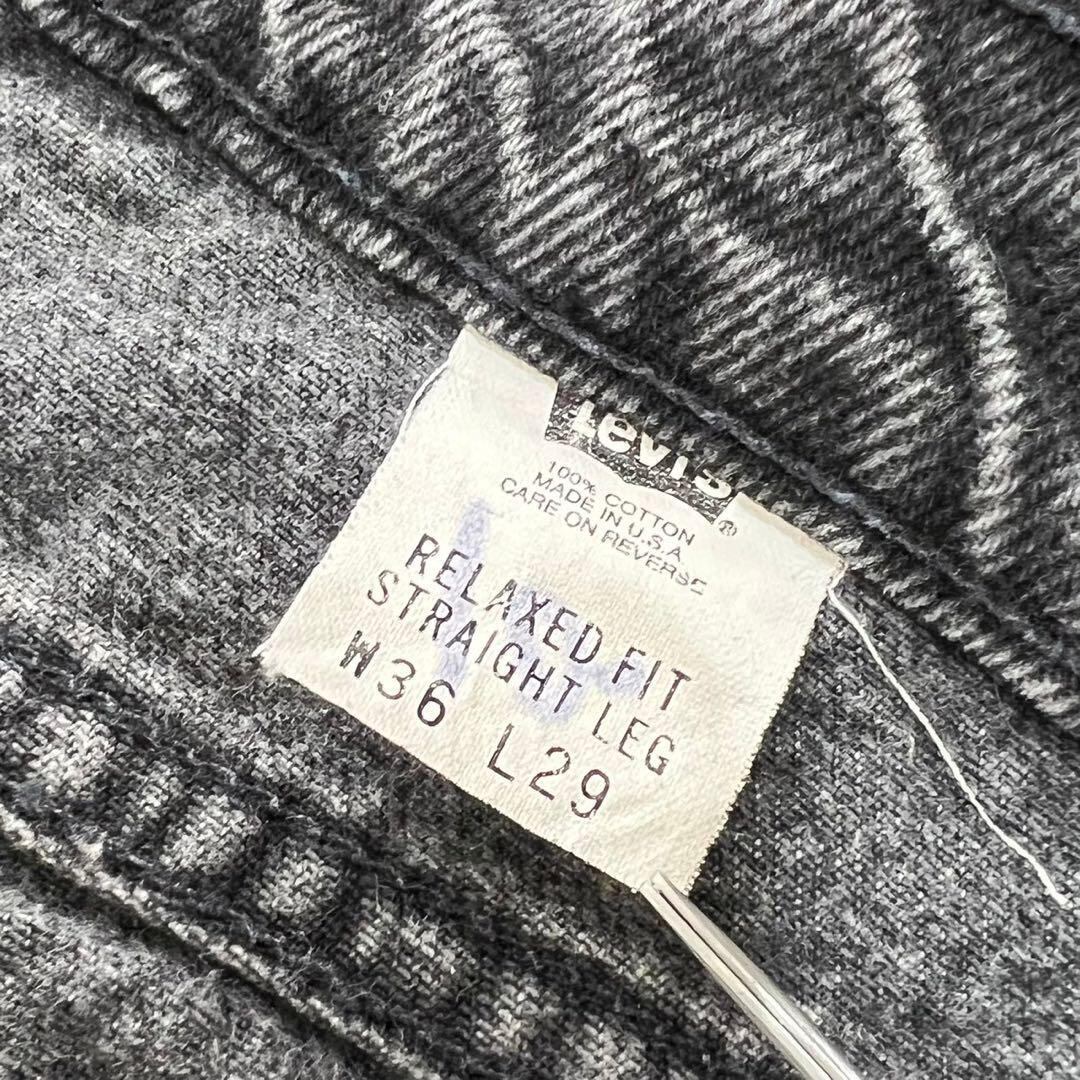 Levi's ®
100% COTTON
MADE IN U.S.A
CARE ON REVERSE
RELAXED FIT
STRAIGHT LEG
W36 L29